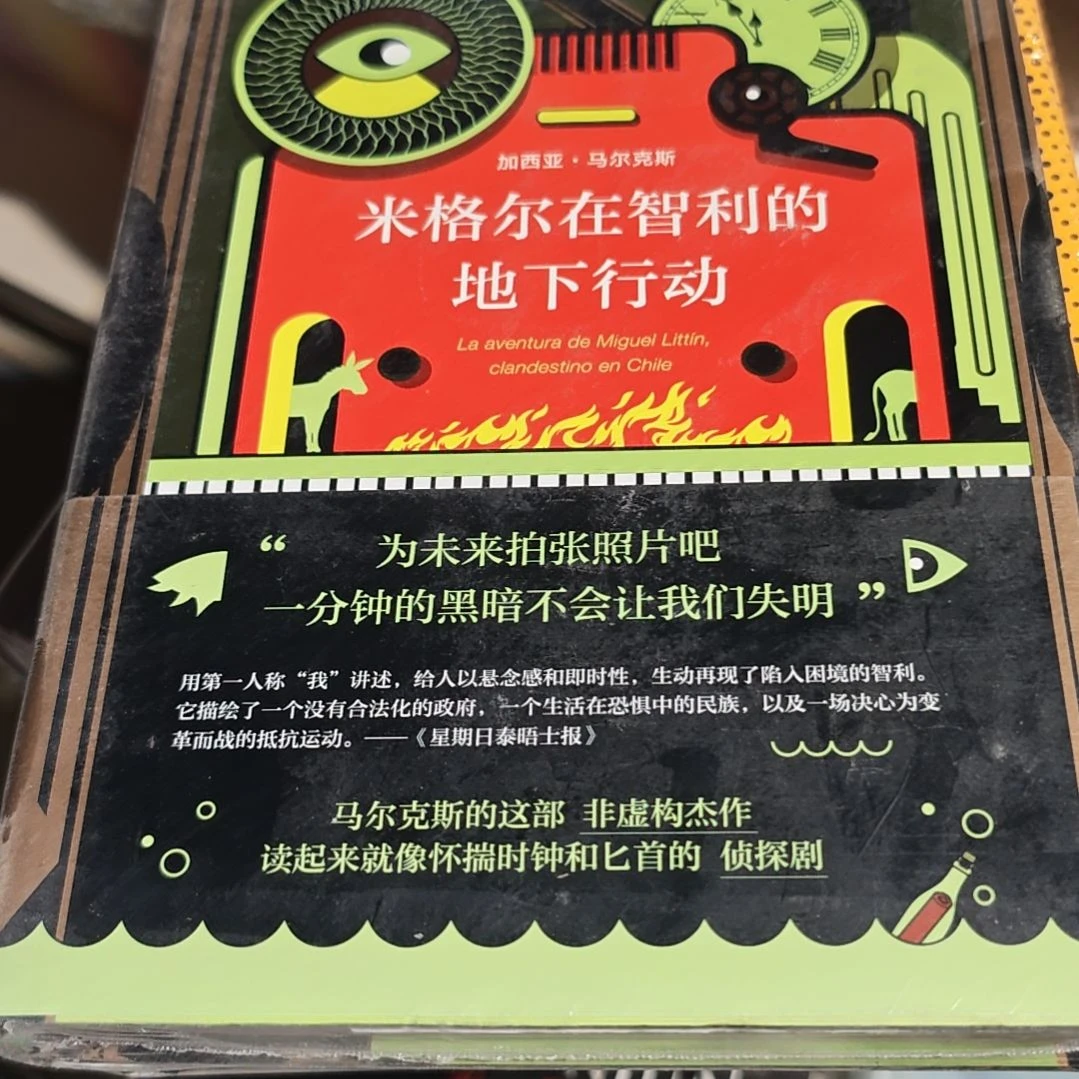 加西亚·马尔克斯
米格尔在智利的
地下行动
La aventura de Miguel Littín,
clandestino en Chile
“ 为未来拍张照片吧
一分钟的黑暗不会让我们失明 ”
用第一人称“我”讲述，给人以悬念感和即时性，生动再现了陷入困境的智利。
它描绘了一个没有合法化的政府，一个生活在恐惧中的民族，以及一场决心为变
革而战的抵抗运动。——《星期日泰晤士报》
马尔克斯的这部 非虚构杰作
读起来就像怀揣时钟和匕首的 侦探剧